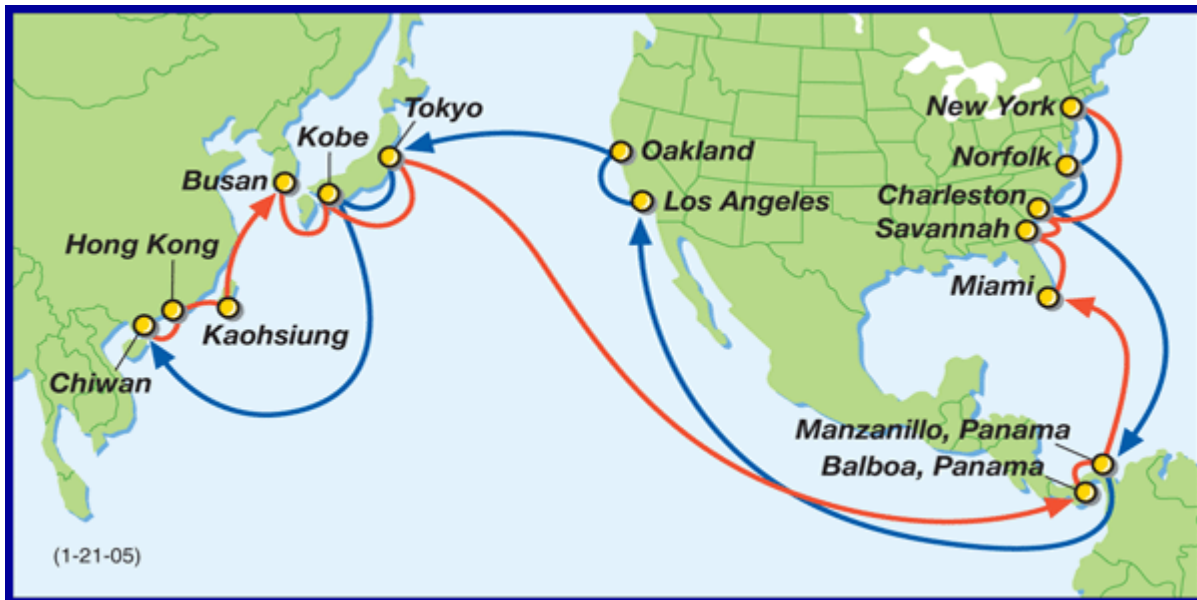 Tokyo
Kobe
Busan
Hong Kong
Kaohsiung
Chiwan
Oakland
Los Angeles
New York
Norfolk
Charleston
Savannah
Miami
Manzanillo, Panama
Balboa, Panama
(1-21-05)